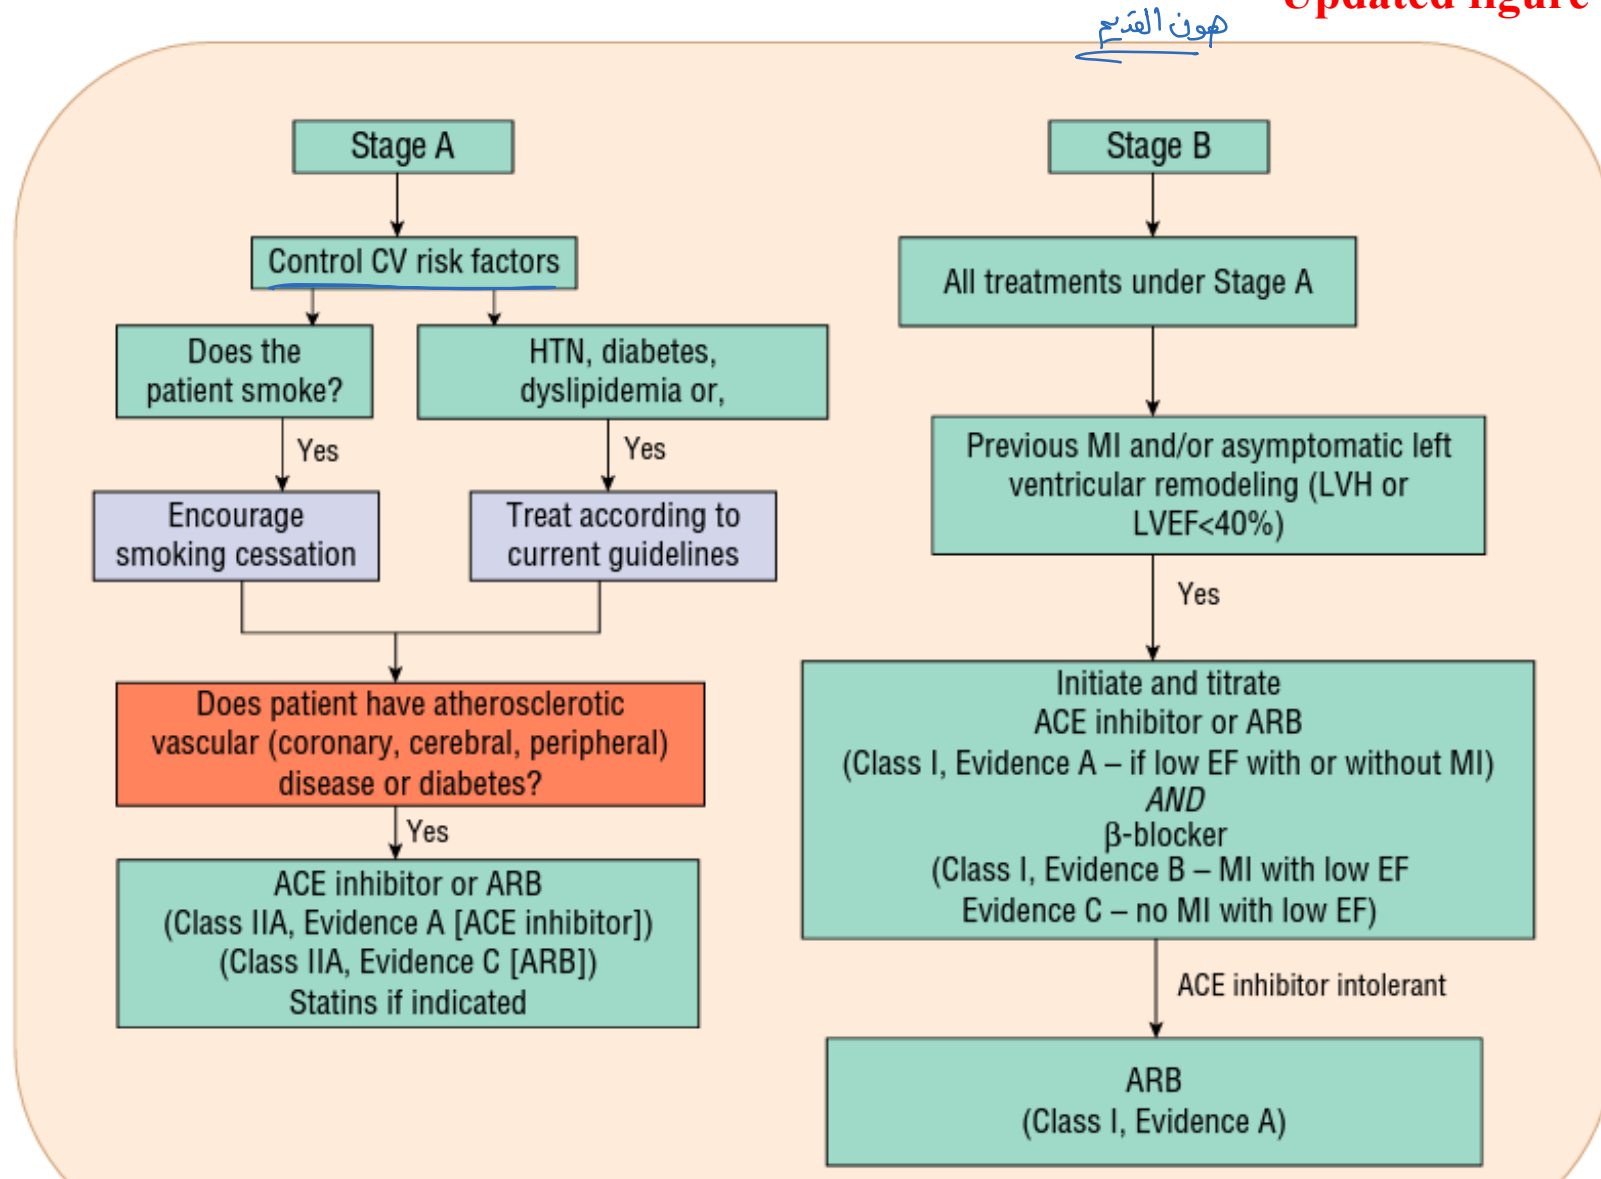 Updated figure
هون القديم
Stage A
Control CV risk factors
Does the
patient smoke?
HTN, diabetes,
dyslipidemia or,
Yes
Yes
Encourage
smoking cessation
Treat according to
current guidelines
Does patient have atherosclerotic
vascular (coronary, cerebral, peripheral)
disease or diabetes?
Yes
ACE inhibitor or ARB
(Class IIA, Evidence A [ACE inhibitor])
(Class IIA, Evidence C [ARB])
Statins if indicated
Stage B
All treatments under Stage A
Previous MI and/or asymptomatic left
ventricular remodeling (LVH or
LVEF<40%)
Yes
Initiate and titrate
ACE inhibitor or ARB
(Class I, Evidence A – if low EF with or without MI)
AND
β-blocker
(Class I, Evidence B – MI with low EF
Evidence C – no MI with low EF)
ACE inhibitor intolerant
ARB
(Class I, Evidence A)